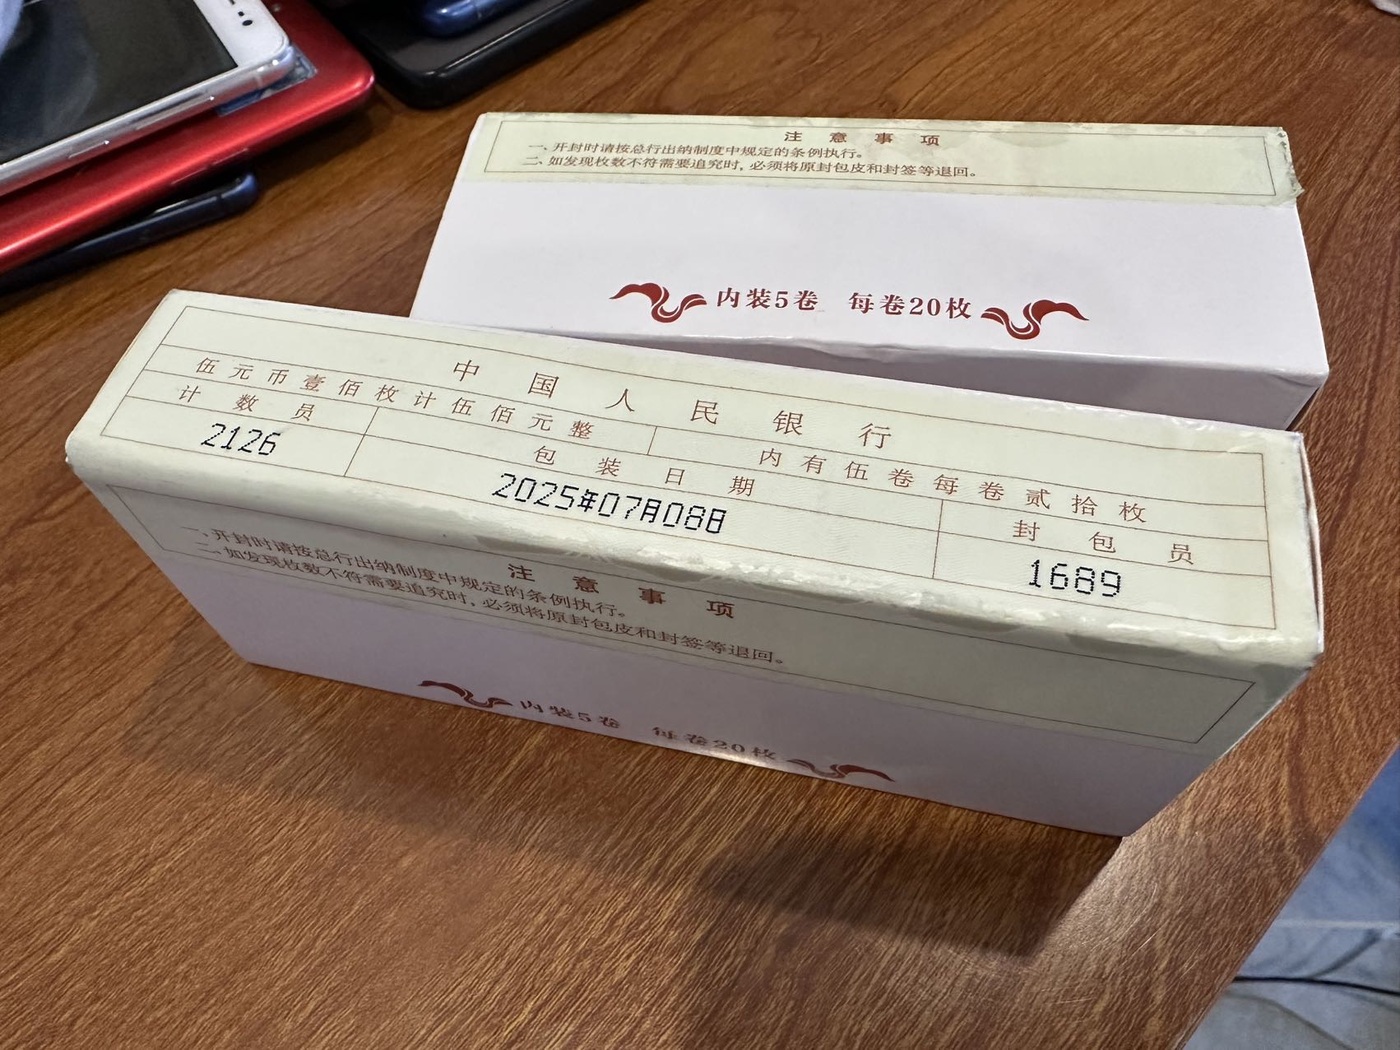 注意事项
一、开封时请按总行出纳制度中规定的条例执行。
二、如发现枚数不符需要追究时，必须将原封包皮和封签等退回。
内装5卷 每卷20枚
中国人民银行
伍元币壹佰枚计伍佰元整 内有伍卷每卷贰拾枚
计数员 包装日期 封包员
2126 2025年07月08日 1689
注意事项
一、开封时请按总行出纳制度中规定的条例执行。
二、如发现枚数不符需要追究时，必须将原封包皮和封签等退回。
内装5卷 每卷20枚